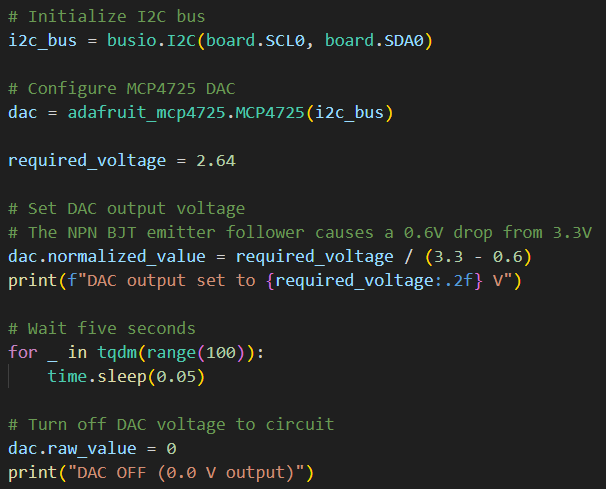 # Initialize I2C bus
i2c_bus = busio.I2C(board.SCL0, board.SDA0)
# Configure MCP4725 DAC
dac = adafruit_mcp4725.MCP4725(i2c_bus)
required_voltage = 2.64
# Set DAC output voltage
# The NPN BJT emitter follower causes a 0.6V drop from 3.3V
dac.normalized_value = required_voltage / (3.3 - 0.6)
print(f"DAC output set to {required_voltage:.2f} V")
# Wait five seconds
for _ in tqdm(range(100)):
    time.sleep(0.05)
# Turn off DAC voltage to circuit
dac.raw_value = 0
print("DAC OFF (0.0 V output)")